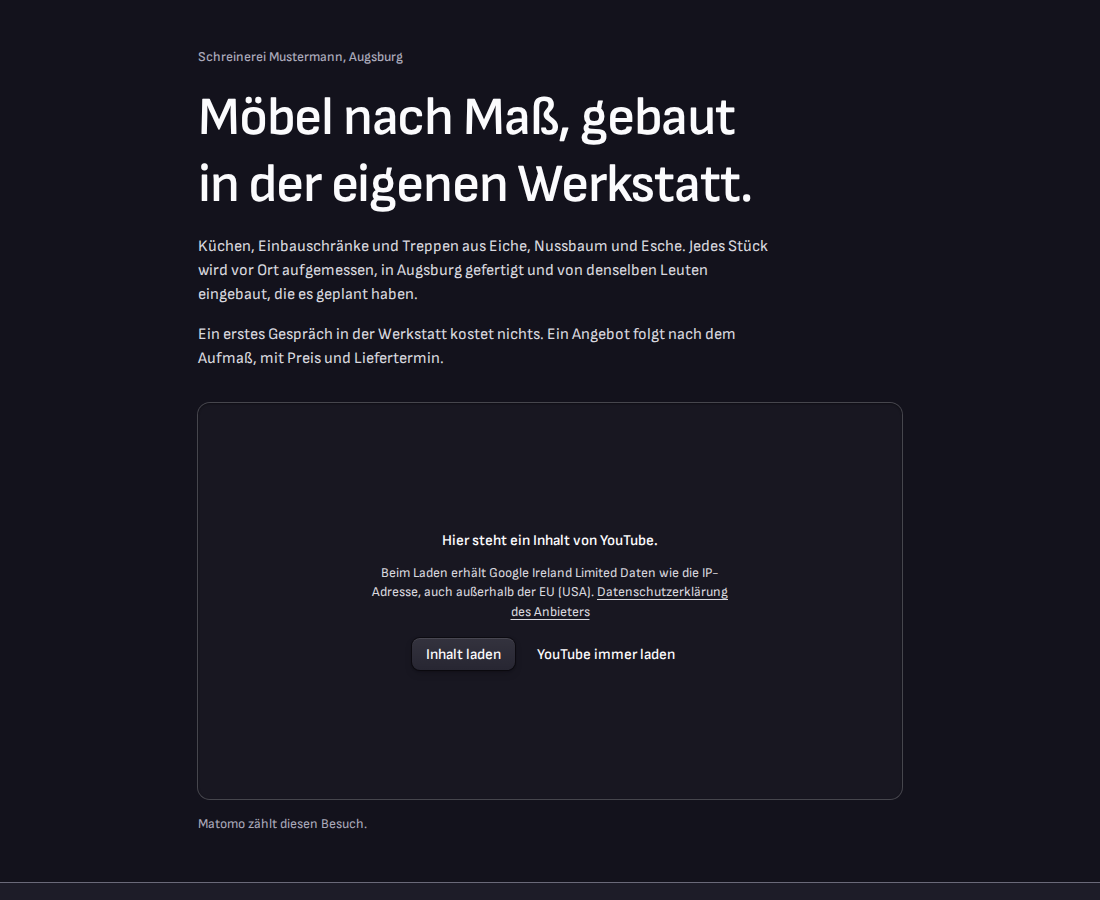 Schreinerei Mustermann, Augsburg
Möbel nach Maß, gebaut
in der eigenen Werkstatt.
Küchen, Einbauschränke und Treppen aus Eiche, Nussbaum und Esche. Jedes Stück
wird vor Ort aufgemessen, in Augsburg gefertigt und von denselben Leuten
eingebaut, die es geplant haben.
Ein erstes Gespräch in der Werkstatt kostet nichts. Ein Angebot folgt nach dem
Aufmaß, mit Preis und Liefertermin.
Hier steht ein Inhalt von YouTube.
Beim Laden erhält Google Ireland Limited Daten wie die IP-
Adresse, auch außerhalb der EU (USA). Datenschutzerklärung
des Anbieters
Inhalt laden YouTube immer laden
Matomo zählt diesen Besuch.